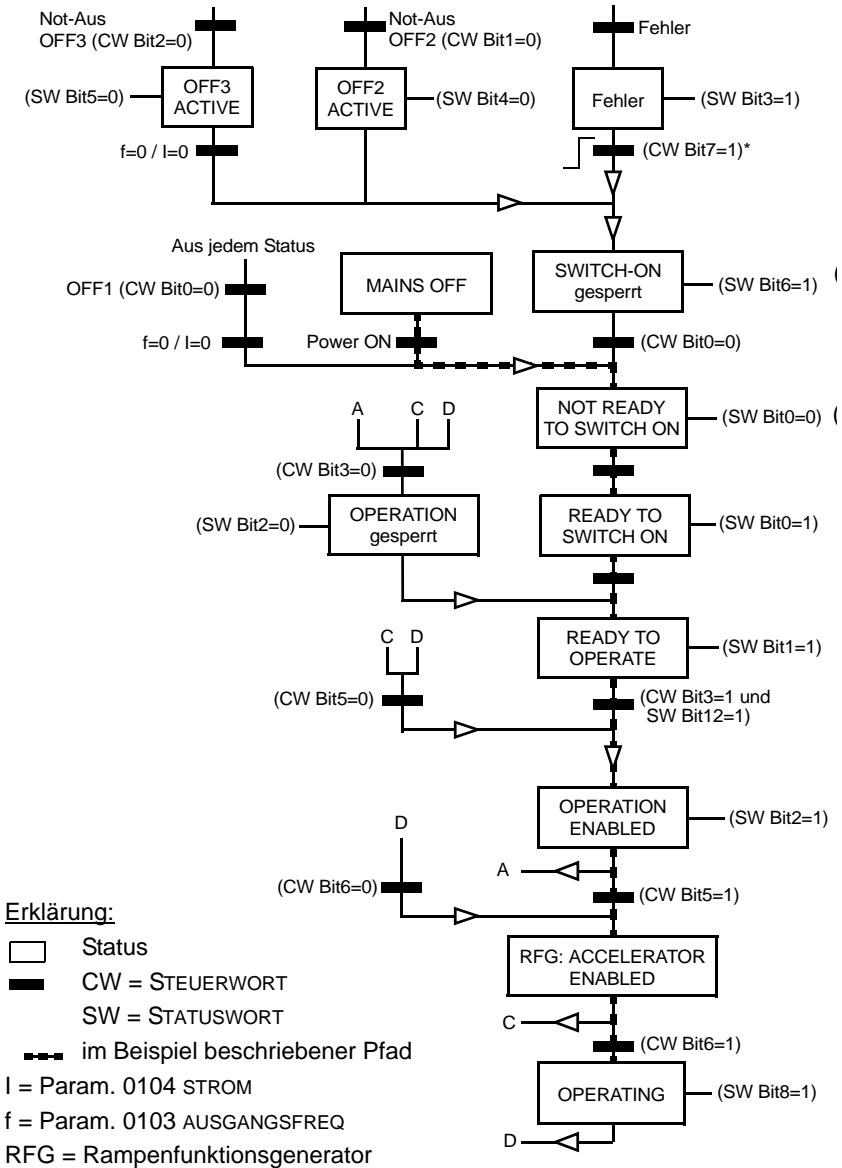 Not-Aus
OFF3 (CW Bit2=0)
Not-Aus
OFF2 (CW Bit1=0)
Fehler
(SW Bit5=0)
OFF3
ACTIVE
OFF2
ACTIVE
(SW Bit4=0)
Fehler
(SW Bit3=1)
f=0 / I=0
(CW Bit7=1)*
Aus jedem Status
OFF1 (CW Bit0=0)
MAINS OFF
SWITCH-ON
gesperrt
(SW Bit6=1) (
f=0 / I=0
Power ON
(CW Bit0=0)
A C D
NOT READY
TO SWITCH ON
(SW Bit0=0) (
(CW Bit3=0)
(SW Bit2=0)
OPERATION
gesperrt
READY TO
SWITCH ON
(SW Bit0=1)
C D
READY TO
OPERATE
(SW Bit1=1)
(CW Bit5=0)
(CW Bit3=1 und
SW Bit12=1)
OPERATION
ENABLED
(SW Bit2=1)
D
A
(CW Bit6=0)
(CW Bit5=1)
RFG: ACCELERATOR
ENABLED
C
(CW Bit6=1)
OPERATING
(SW Bit8=1)
D
Erklärung:
Status
CW = STEUERWORT
SW = STATUSWORT
im Beispiel beschriebener Pfad
I = Param. 0104 STROM
f = Param. 0103 AUSGANGSFREQ
RFG = Rampenfunktionsgenerator